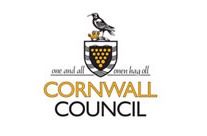 one and all onen hag oll
CORNWALL
COUNCIL